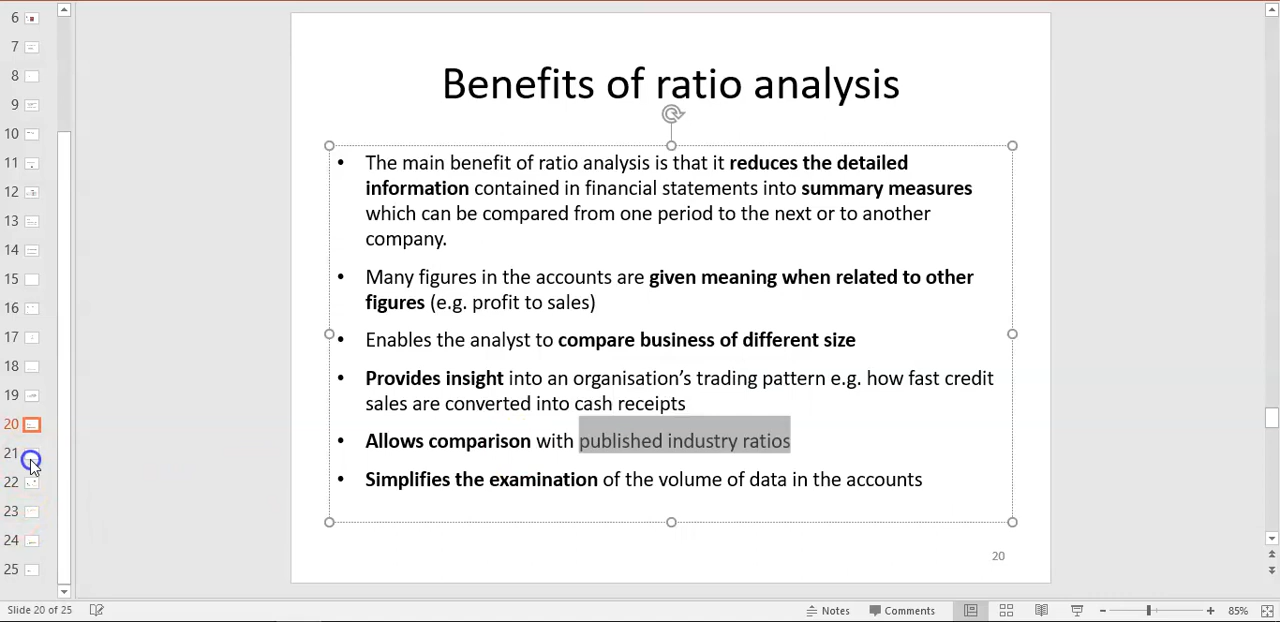 6
7
8
9
10
11
12
13
14
15
16
17
18
19
20
21
22
23
24
25
Benefits of ratio analysis
• The main benefit of ratio analysis is that it reduces the detailed
information contained in financial statements into summary measures
which can be compared from one period to the next or to another
company.
• Many figures in the accounts are given meaning when related to other
figures (e.g. profit to sales)
• Enables the analyst to compare business of different size
• Provides insight into an organisation’s trading pattern e.g. how fast credit
sales are converted into cash receipts
• Allows comparison with published industry ratios
• Simplifies the examination of the volume of data in the accounts
20
Slide 20 of 25
Notes
Comments
85%